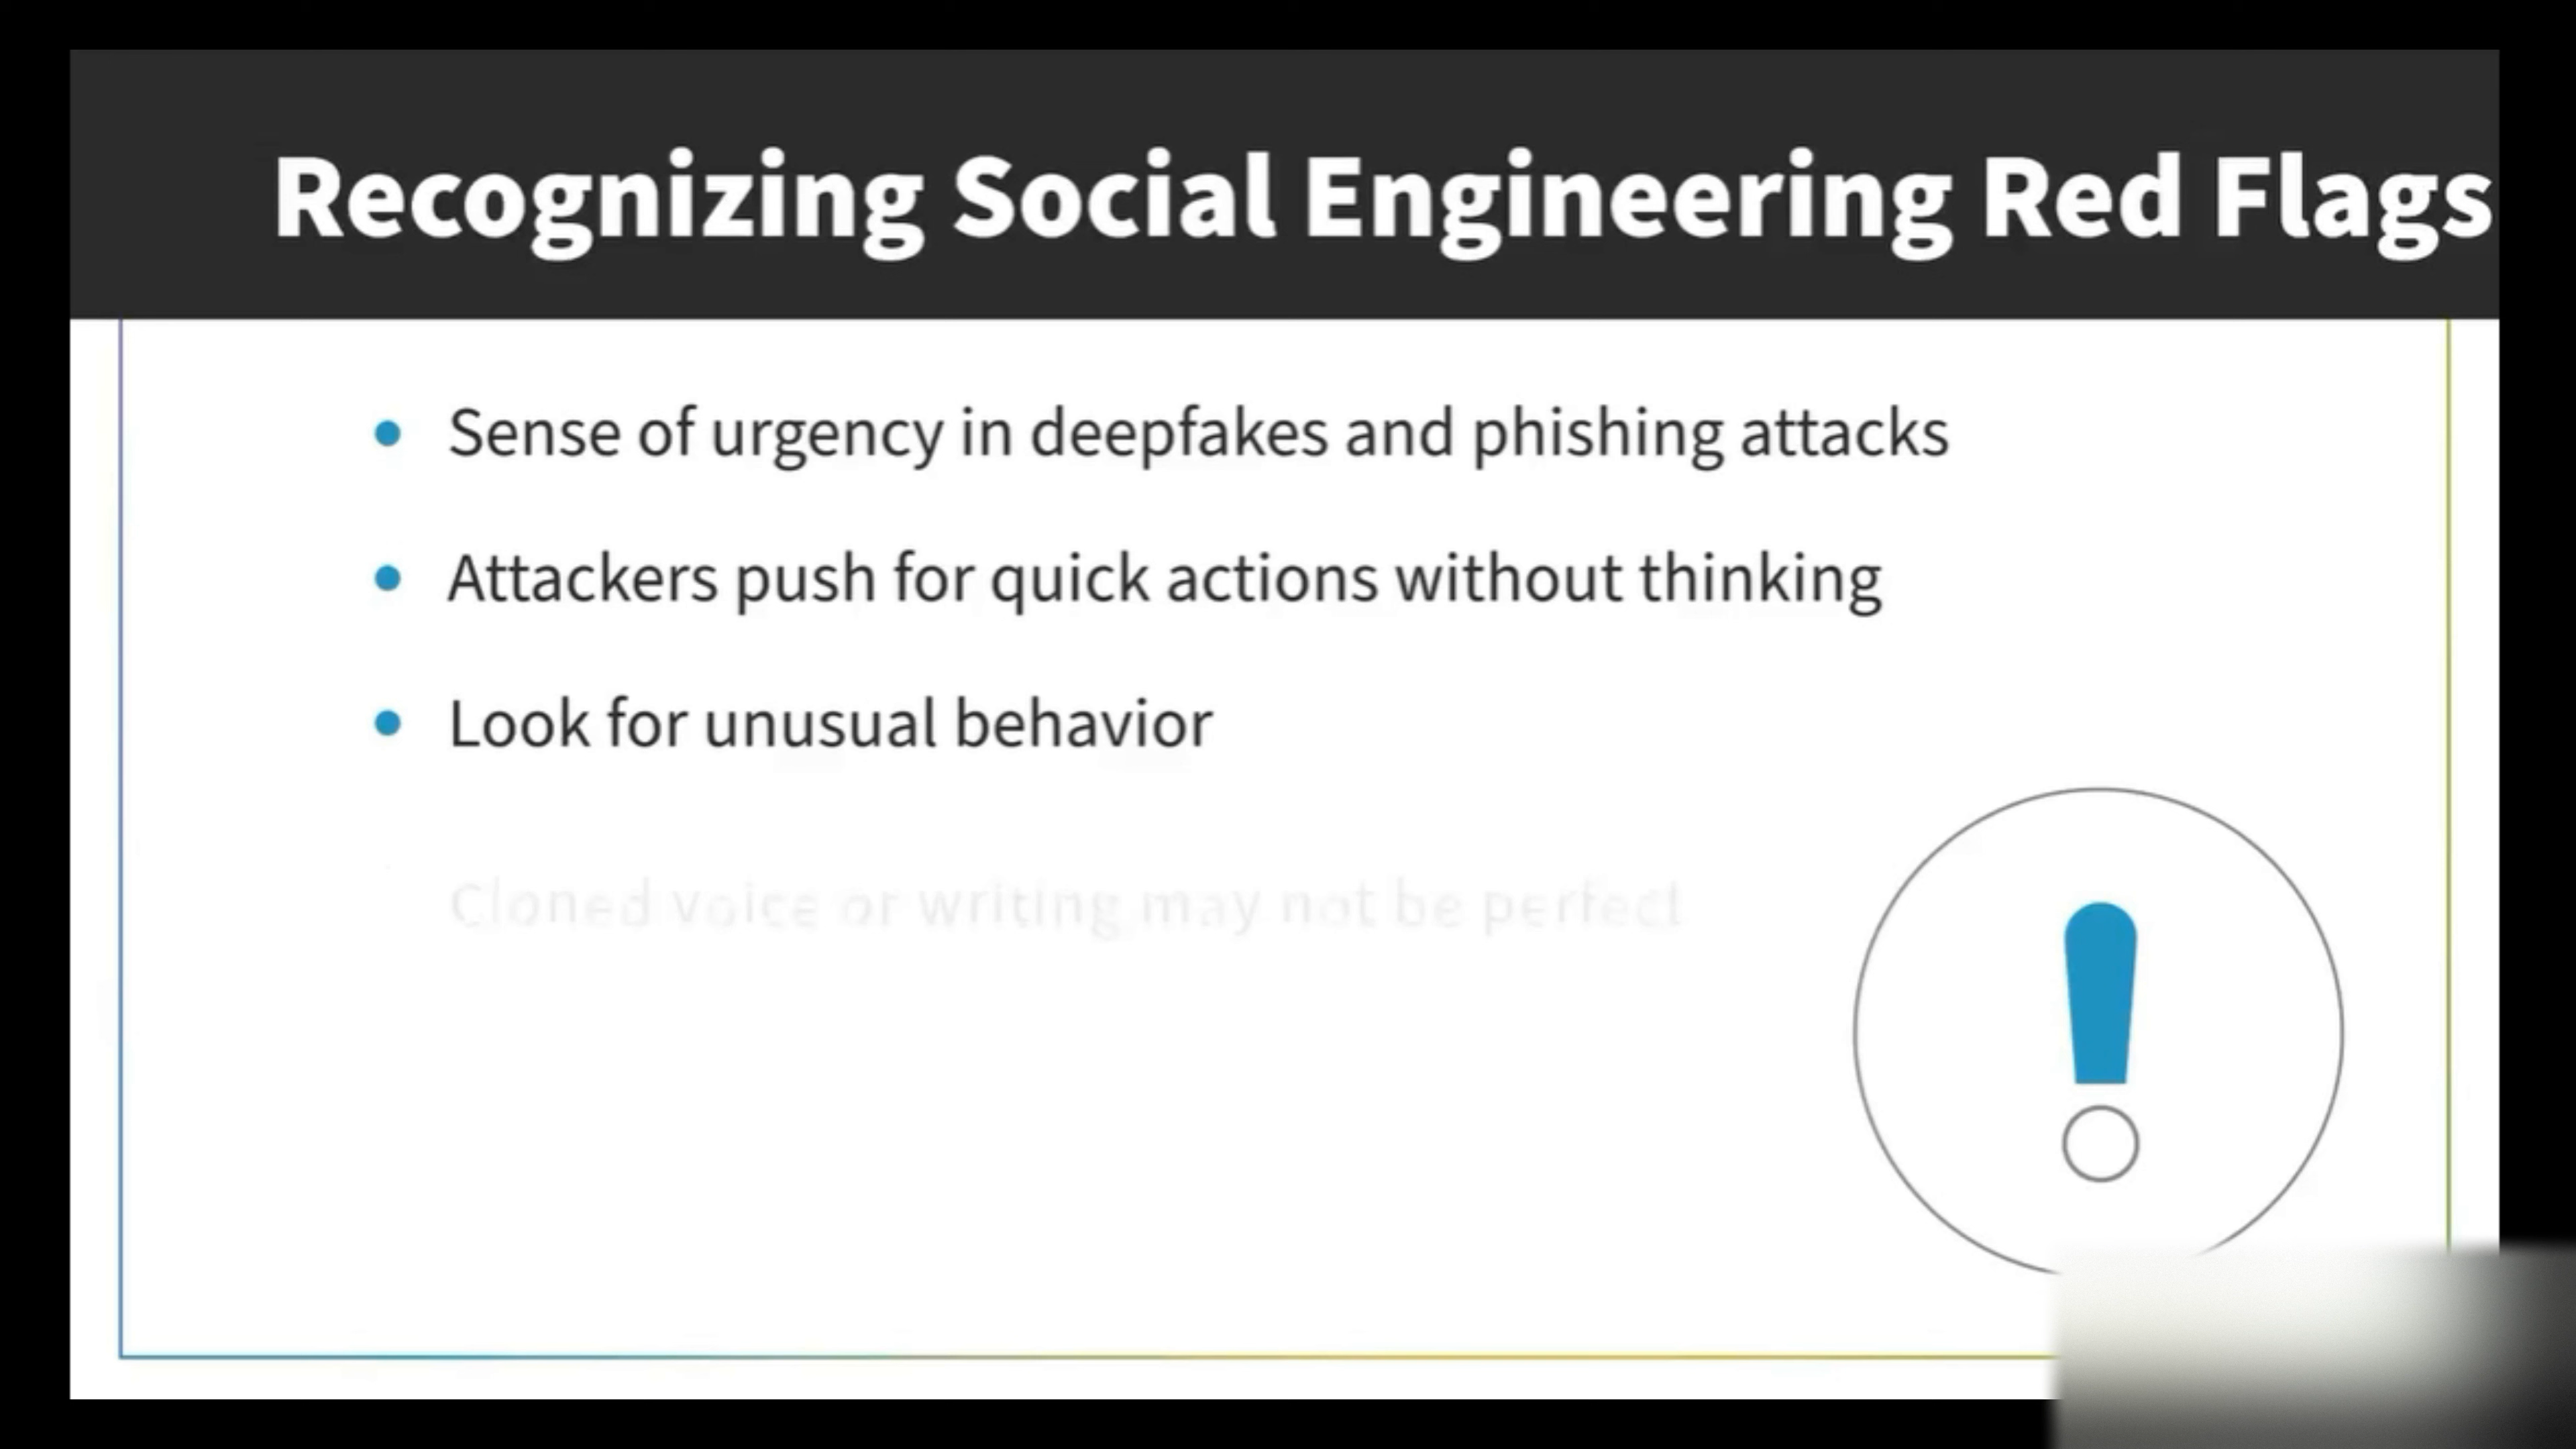 Recognizing Social Engineering Red Flags
Sense of urgency in deepfakes and phishing attacks
Attackers push for quick actions without thinking
Look for unusual behavior
Cloned voice or writing may not be perfect